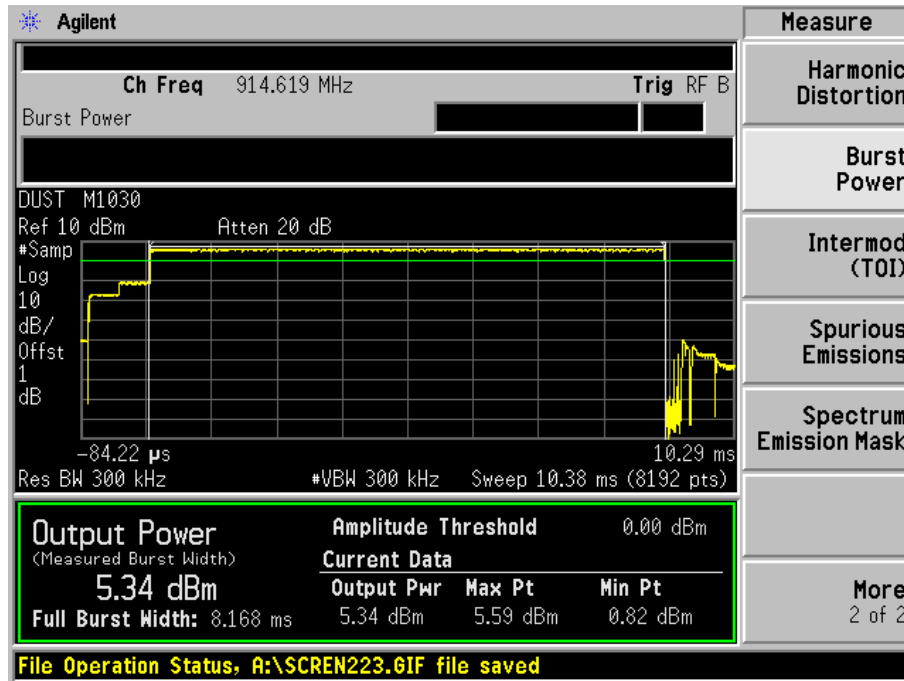 Agilent
Measure
Ch Freq 914.619 MHz Trig RF B
Burst Power
DUST M1030
Ref 10 dBm Atten 20 dB
#Samp
Log
10
dB/
Offst
1
dB
-84.22 µs 10.29 ms
Res BW 300 kHz #VBW 300 kHz Sweep 10.38 ms (8192 pts)
Output Power
(Measured Burst Width)
5.34 dBm
Full Burst Width: 8.168 ms
Amplitude Threshold 0.00 dBm
Current Data
Output Pwr Max Pt Min Pt
5.34 dBm 5.59 dBm 0.82 dBm
File Operation Status, A:\SCREN223.GIF file saved
Harmonic
Distortion
Burst
Power
Intermod
(TOI)
Spurious
Emissions
Spectrum
Emission Mask
More
2 of 2